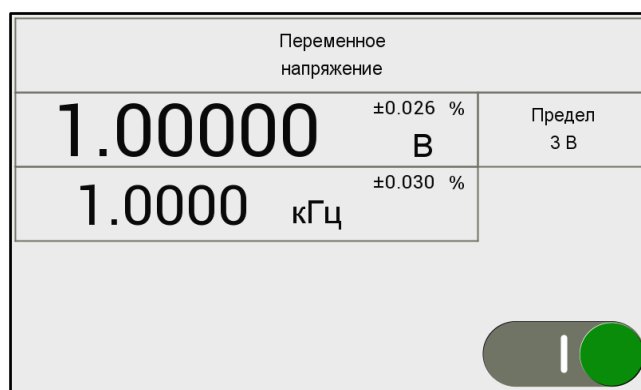 Переменное
напряжение
1.00000 ±0.026 % В
Предел
3 В
1.0000 кГц ±0.030 %